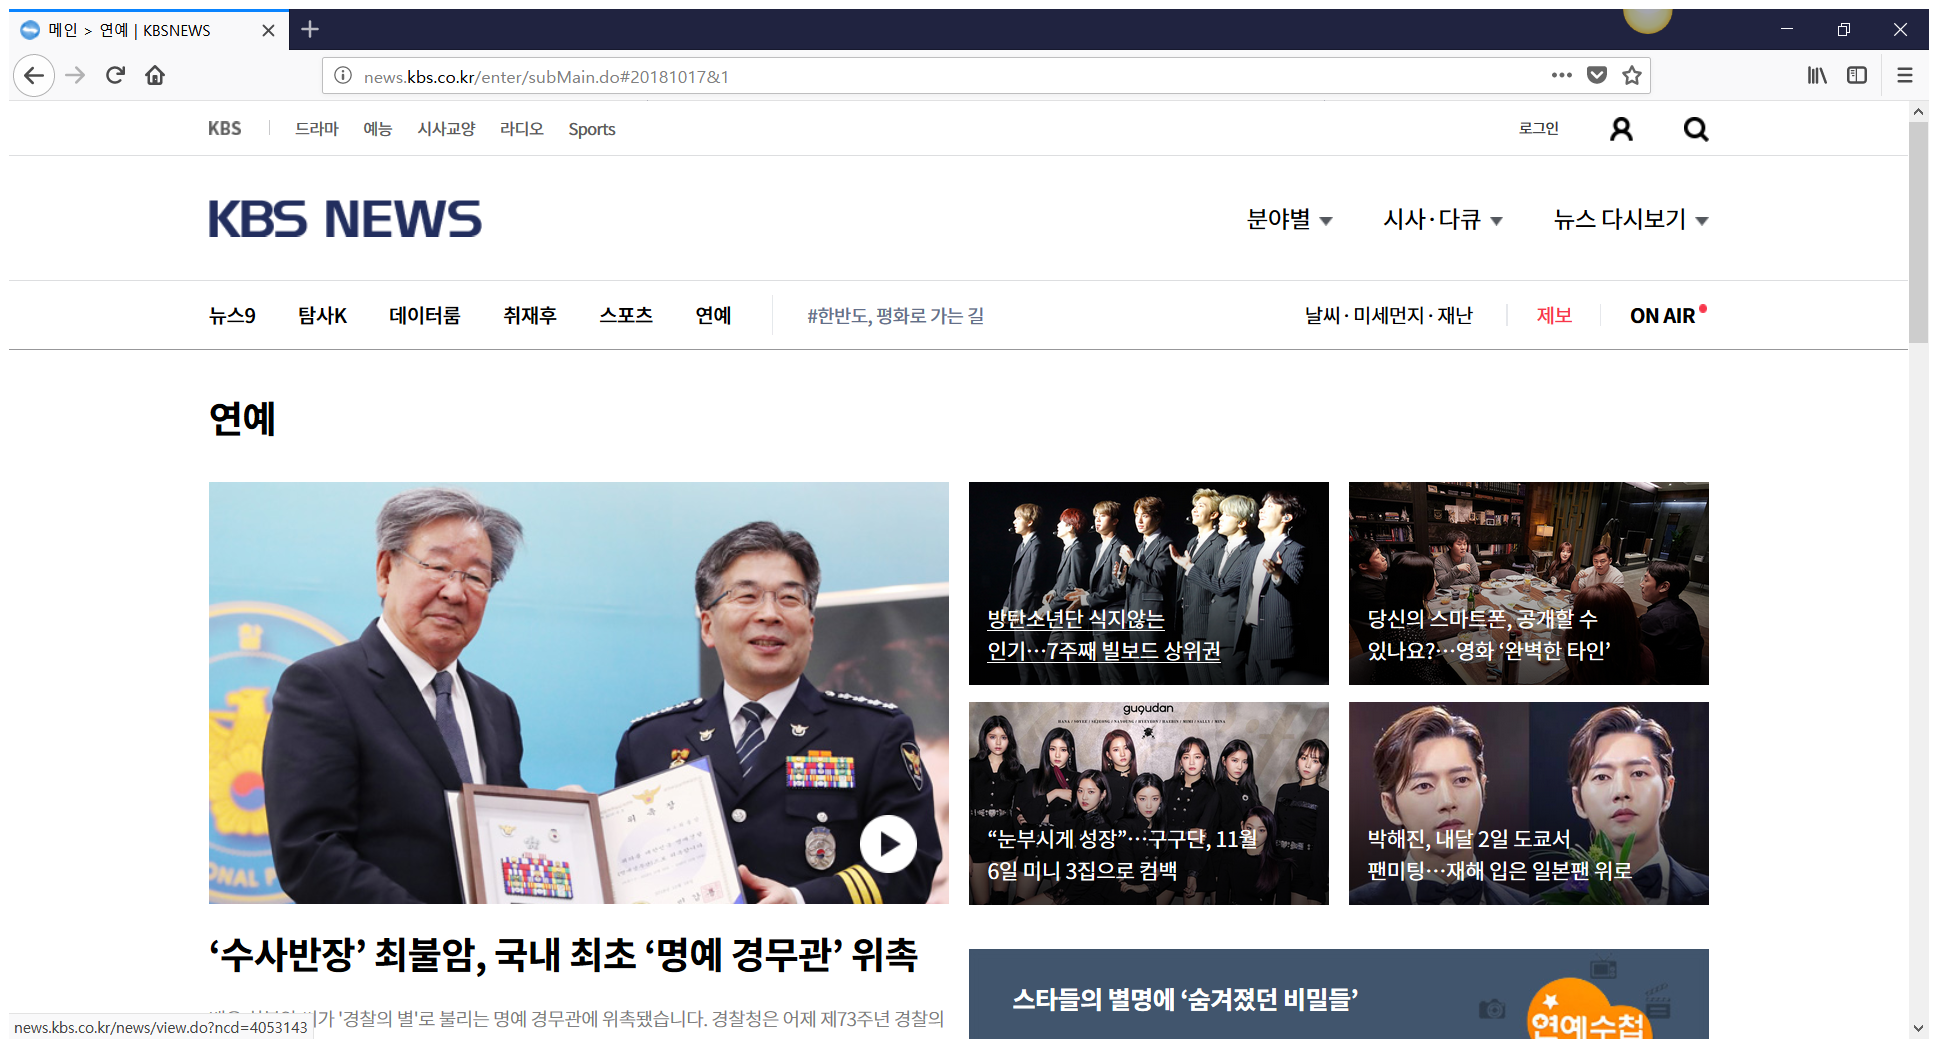 메인 > 연예 | KBSNEWS
news.kbs.co.kr/enter/subMain.do#20181017&1
KBS 드라마 예능 시사교양 라디오 Sports 로그인
KBS NEWS 분야별 시사·다큐 뉴스 다시보기
뉴스9 탐사K 데이터룸 취재후 스포츠 연예 #한반도, 평화로 가는 길 날씨·미세먼지·재난 제보 ON AIR
연예
방탄소년단 식지않는
인기…7주째 빌보드 상위권
당신의 스마트폰, 공개할 수
있나요?…영화 ‘완벽한 타인’
gugudan
“눈부시게 성장”…구구단, 11월
6일 미니 3집으로 컴백
박해진, 내달 2일 도쿄서
팬미팅…재해 입은 일본팬 위로
‘수사반장’ 최불암, 국내 최초 ‘명예 경무관’ 위촉
'경찰의 별'로 불리는 명예 경무관에 위촉됐습니다. 경찰청은 어제 제73주년 경찰의
스타들의 별명에 ‘숨겨졌던 비밀들’
연예수첩
news.kbs.co.kr/news/view.do?ncd=4053143